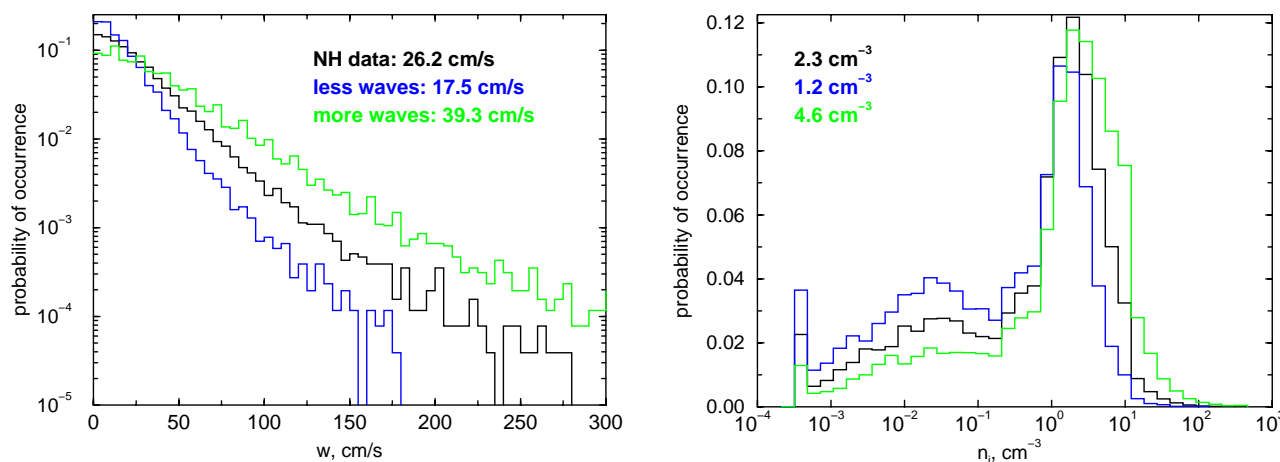 probability of occurrence
10⁻¹
10⁻²
10⁻³
10⁻⁴
10⁻⁵
NH data: 26.2 cm/s
less waves: 17.5 cm/s
more waves: 39.3 cm/s
0 50 100 150 200 250 300
w, cm/s
probability of occurrence
0.12
0.10
0.08
0.06
0.04
0.02
0.00
2.3 cm⁻³
1.2 cm⁻³
4.6 cm⁻³
10⁻⁴ 10⁻³ 10⁻² 10⁻¹ 10⁰ 10¹ 10² 10³
nᵢ, cm⁻³